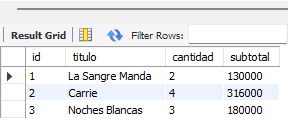 Result Grid Filter Rows:
id titulo cantidad subtotal
1 La Sangre Manda 2 130000
2 Carrie 4 316000
3 Noches Blancas 3 180000